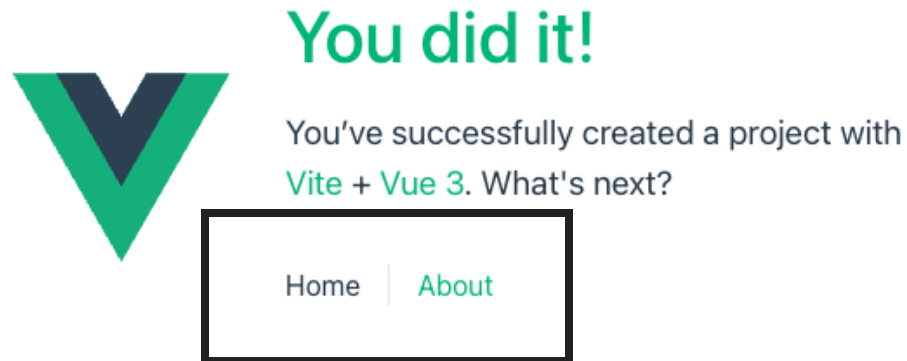 You did it!
You’ve successfully created a project with
Vite + Vue 3. What's next?
Home About